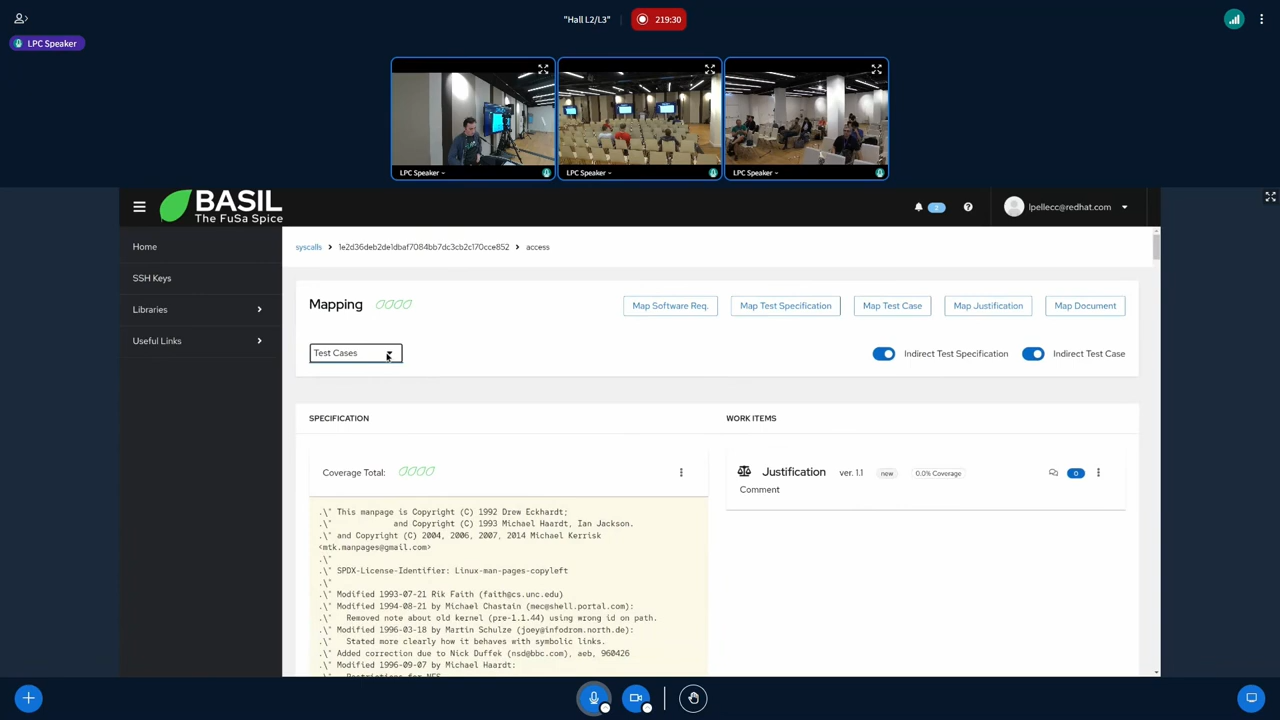 "Hall L2/L3"
219:30
LPC Speaker
LPC Speaker
LPC Speaker
LPC Speaker
BASIL
The FuSa Spice
2
lpellecc@redhat.com
Home
SSH Keys
Libraries
Useful Links
syscalls
1e2d36deb2de1dbaf7084bb7dc3cb2c170cce852
access
Mapping
Map Software Req.
Map Test Specification
Map Test Case
Map Justification
Map Document
Test Cases
Indirect Test Specification
Indirect Test Case
SPECIFICATION
WORK ITEMS
Coverage Total:
Justification ver. 1.1 new 0.0% Coverage 0
Comment
.\" This manpage is Copyright (C) 1992 Drew Eckhardt;
.\" and Copyright (C) 1993 Michael Haardt, Ian Jackson.
.\" and Copyright (C) 2004, 2006, 2007, 2014 Michael Kerrisk
<mtk.manpages@gmail.com>
.\"
.\" SPDX-License-Identifier: Linux-man-pages-copyleft
.\"
.\" Modified 1993-07-21 Rik Faith (faith@cs.unc.edu)
.\" Modified 1994-08-21 by Michael Chastain (mec@shell.portal.com):
.\" Removed note about old kernel (pre-1.1.44) using wrong id on path.
.\" Modified 1996-03-18 by Martin Schulze (joey@infodrom.north.de):
.\" Stated more clearly how it behaves with symbolic links.
.\" Added correction due to Nick Duffek (nsd@bbc.com), aeb, 960426
.\" Modified 1996-09-07 by Michael Haardt:
.\" Restrictions for NFS